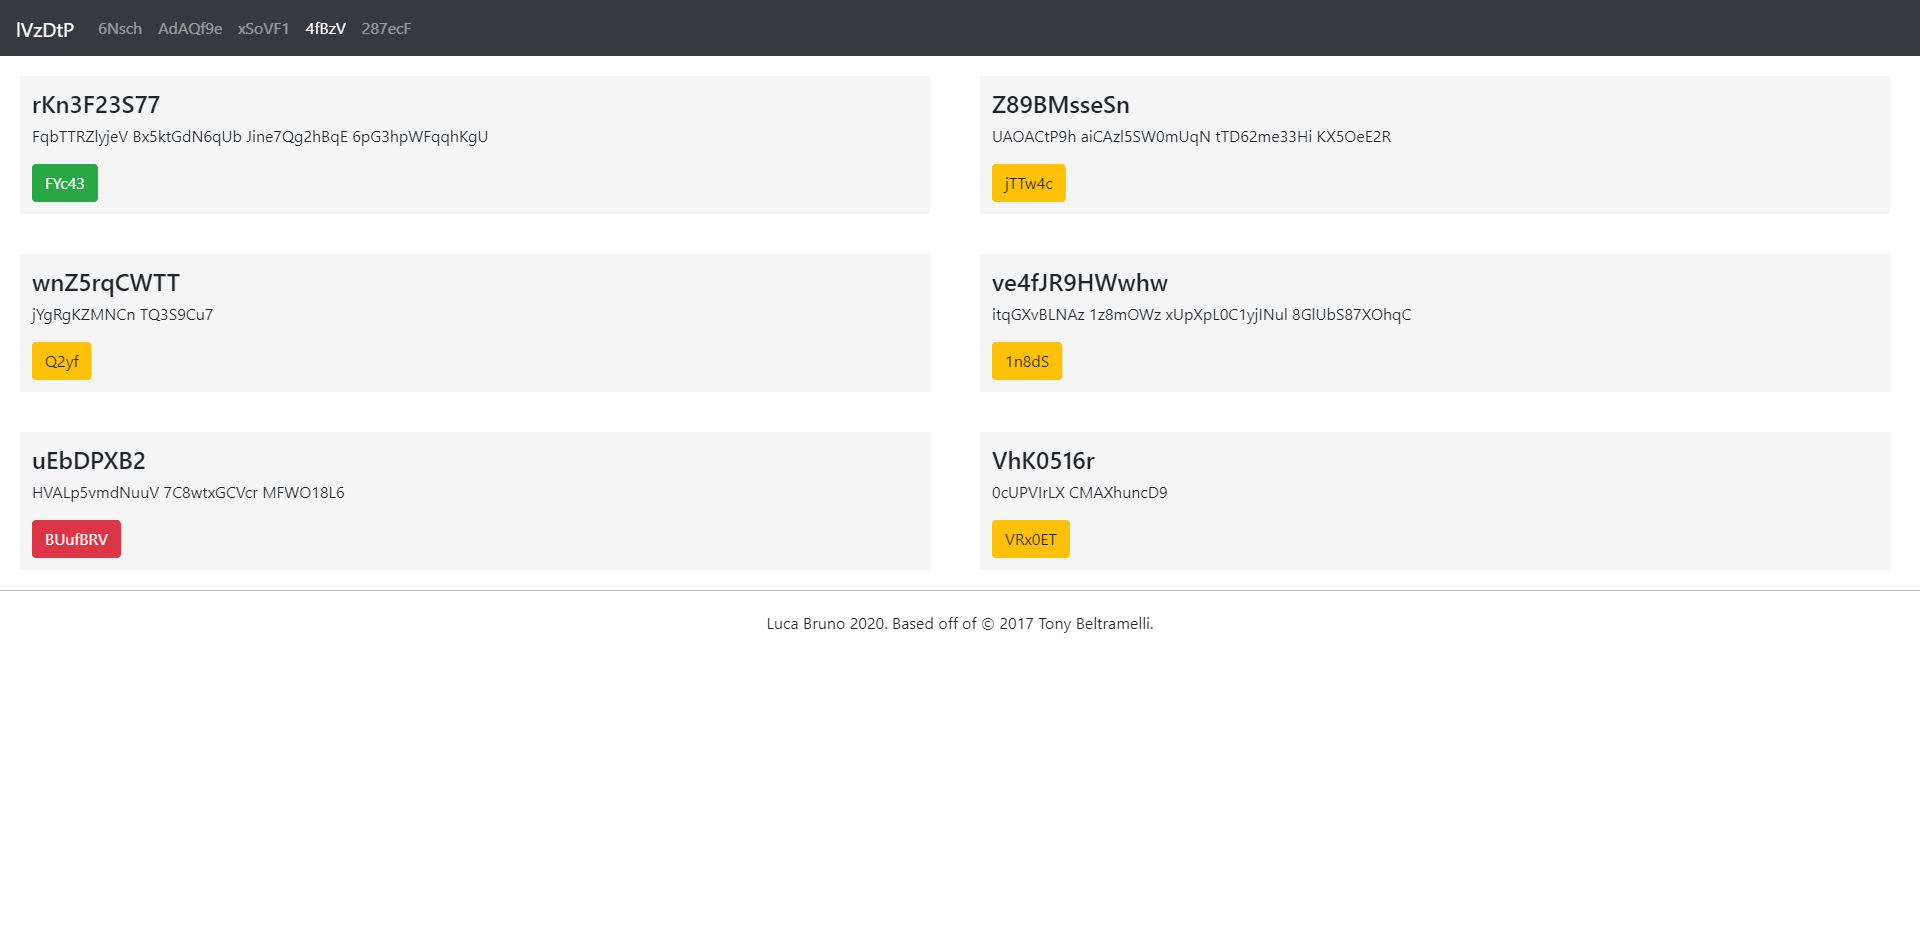 lVzDtP 6Nsch AdAQf9e xSoVF1 4fBzV 287ecF
rKn3F23S77
FqbTTRZlyjeV Bx5ktGdN6qUb Jine7Qg2hBqE 6pG3hpWFqqhKgU
FYc43
Z89BMsseSn
UAOACtP9h aiCAzl5SW0mUqN tTD62me33Hi KX5OeE2R
jTTw4c
wnZ5rqCWTT
jYgRgKZMNCn TQ3S9Cu7
Q2yf
ve4fJR9HWwhw
itqGXvBLNAz 1z8mOWz xUpXpL0C1yjINul 8GlUbS87XOhqC
1n8dS
uEbDPXB2
HVALp5vmdNuuV 7C8wtxGCVcr MFWO18L6
BUufBRV
VhK0516r
0cUPVIrLX CMAXhuncD9
VRx0ET
Luca Bruno 2020. Based off of © 2017 Tony Beltramelli.